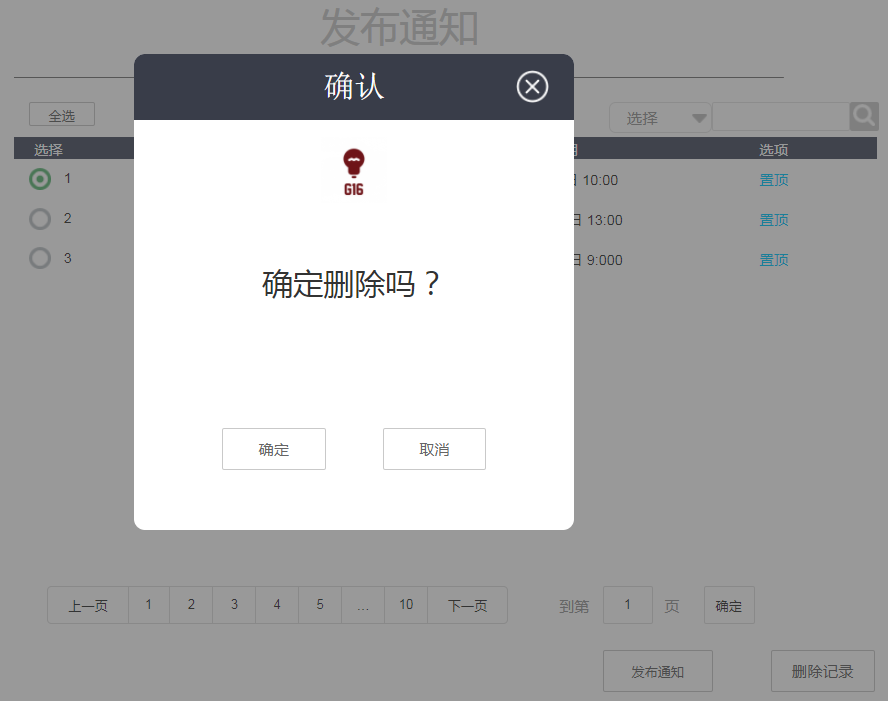 发布通知
确认
全选
选择
选择
选项
1
日 10:00
置顶
2
日 13:00
置顶
3
日 9:000
置顶
G16
确定删除吗？
确定 取消
上一页 1 2 3 4 5 ... 10 下一页 到第 1 页 确定
发布通知 删除记录